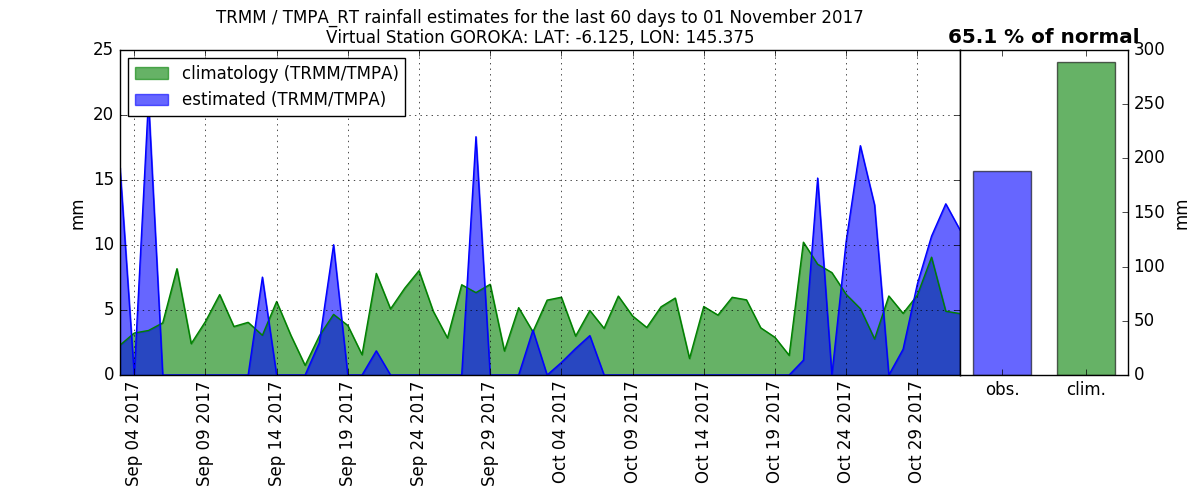 TRMM / TMPA_RT rainfall estimates for the last 60 days to 01 November 2017
Virtual Station GOROKA: LAT: -6.125, LON: 145.375
65.1 % of normal
climatology (TRMM/TMPA)
estimated (TRMM/TMPA)
25
20
15
10
5
0
mm
300
250
200
150
100
50
0
mm
obs.
clim.
Sep 04 2017
Sep 09 2017
Sep 14 2017
Sep 19 2017
Sep 24 2017
Sep 29 2017
Oct 04 2017
Oct 09 2017
Oct 14 2017
Oct 19 2017
Oct 24 2017
Oct 29 2017